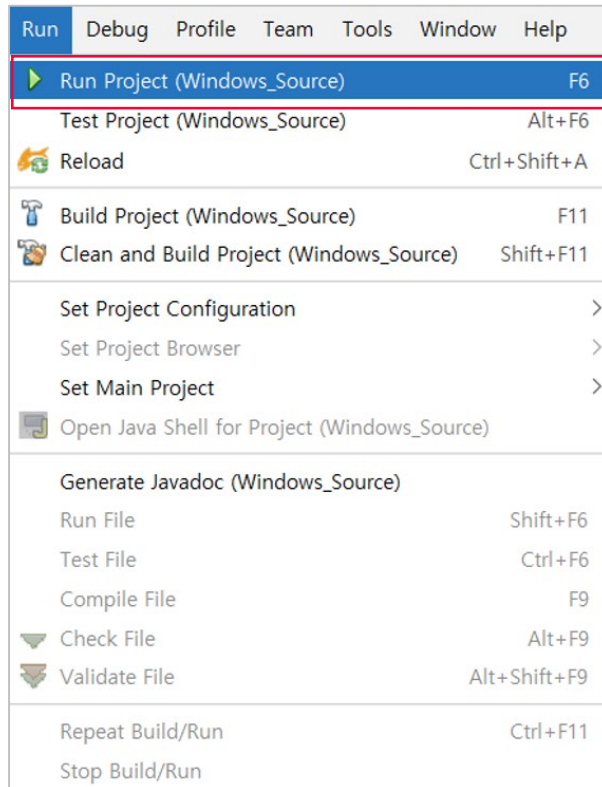 Run Debug Profile Team Tools Window Help
Run Project (Windows_Source) F6
Test Project (Windows_Source) Alt+F6
Reload Ctrl+Shift+A
Build Project (Windows_Source) F11
Clean and Build Project (Windows_Source) Shift+F11
Set Project Configuration
Set Project Browser
Set Main Project
Open Java Shell for Project (Windows_Source)
Generate Javadoc (Windows_Source)
Run File Shift+F6
Test File Ctrl+F6
Compile File F9
Check File Alt+F9
Validate File Alt+Shift+F9
Repeat Build/Run Ctrl+F11
Stop Build/Run